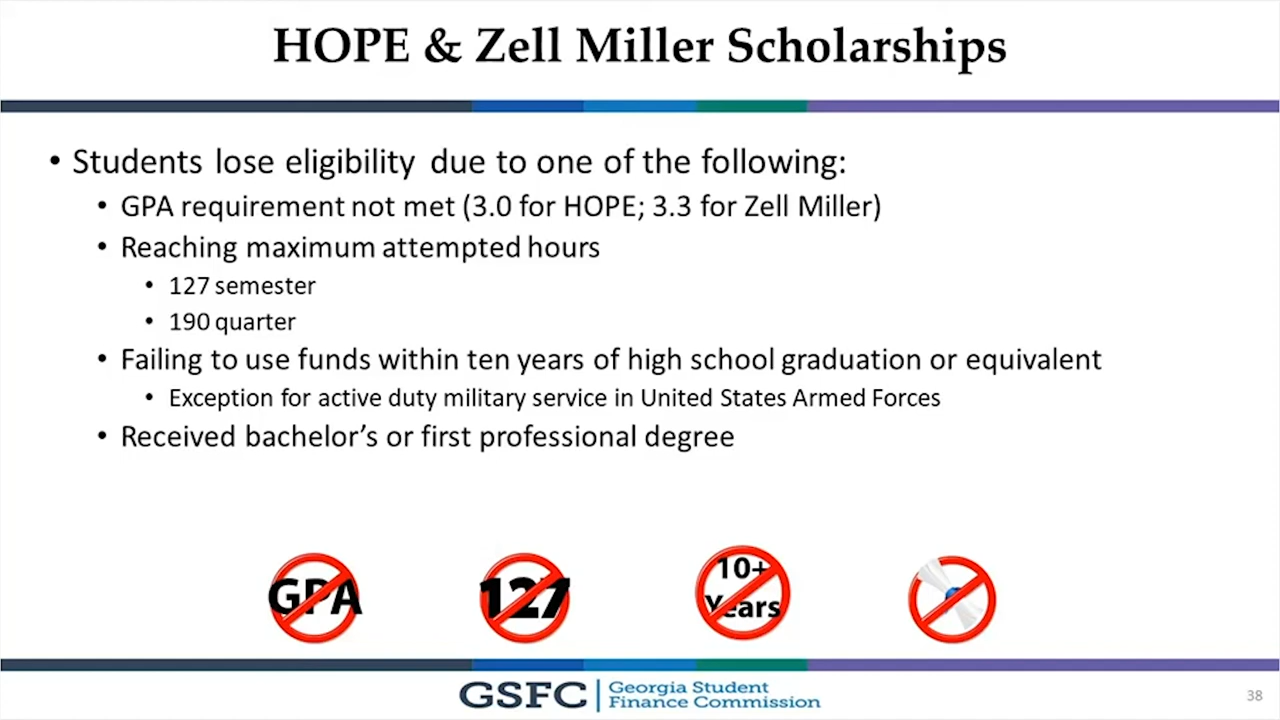 HOPE & Zell Miller Scholarships
• Students lose eligibility due to one of the following:
• GPA requirement not met (3.0 for HOPE; 3.3 for Zell Miller)
• Reaching maximum attempted hours
• 127 semester
• 190 quarter
• Failing to use funds within ten years of high school graduation or equivalent
• Exception for active duty military service in United States Armed Forces
• Received bachelor’s or first professional degree
GPA
127
10+
Years
GSFC
Georgia Student
Finance Commission
38